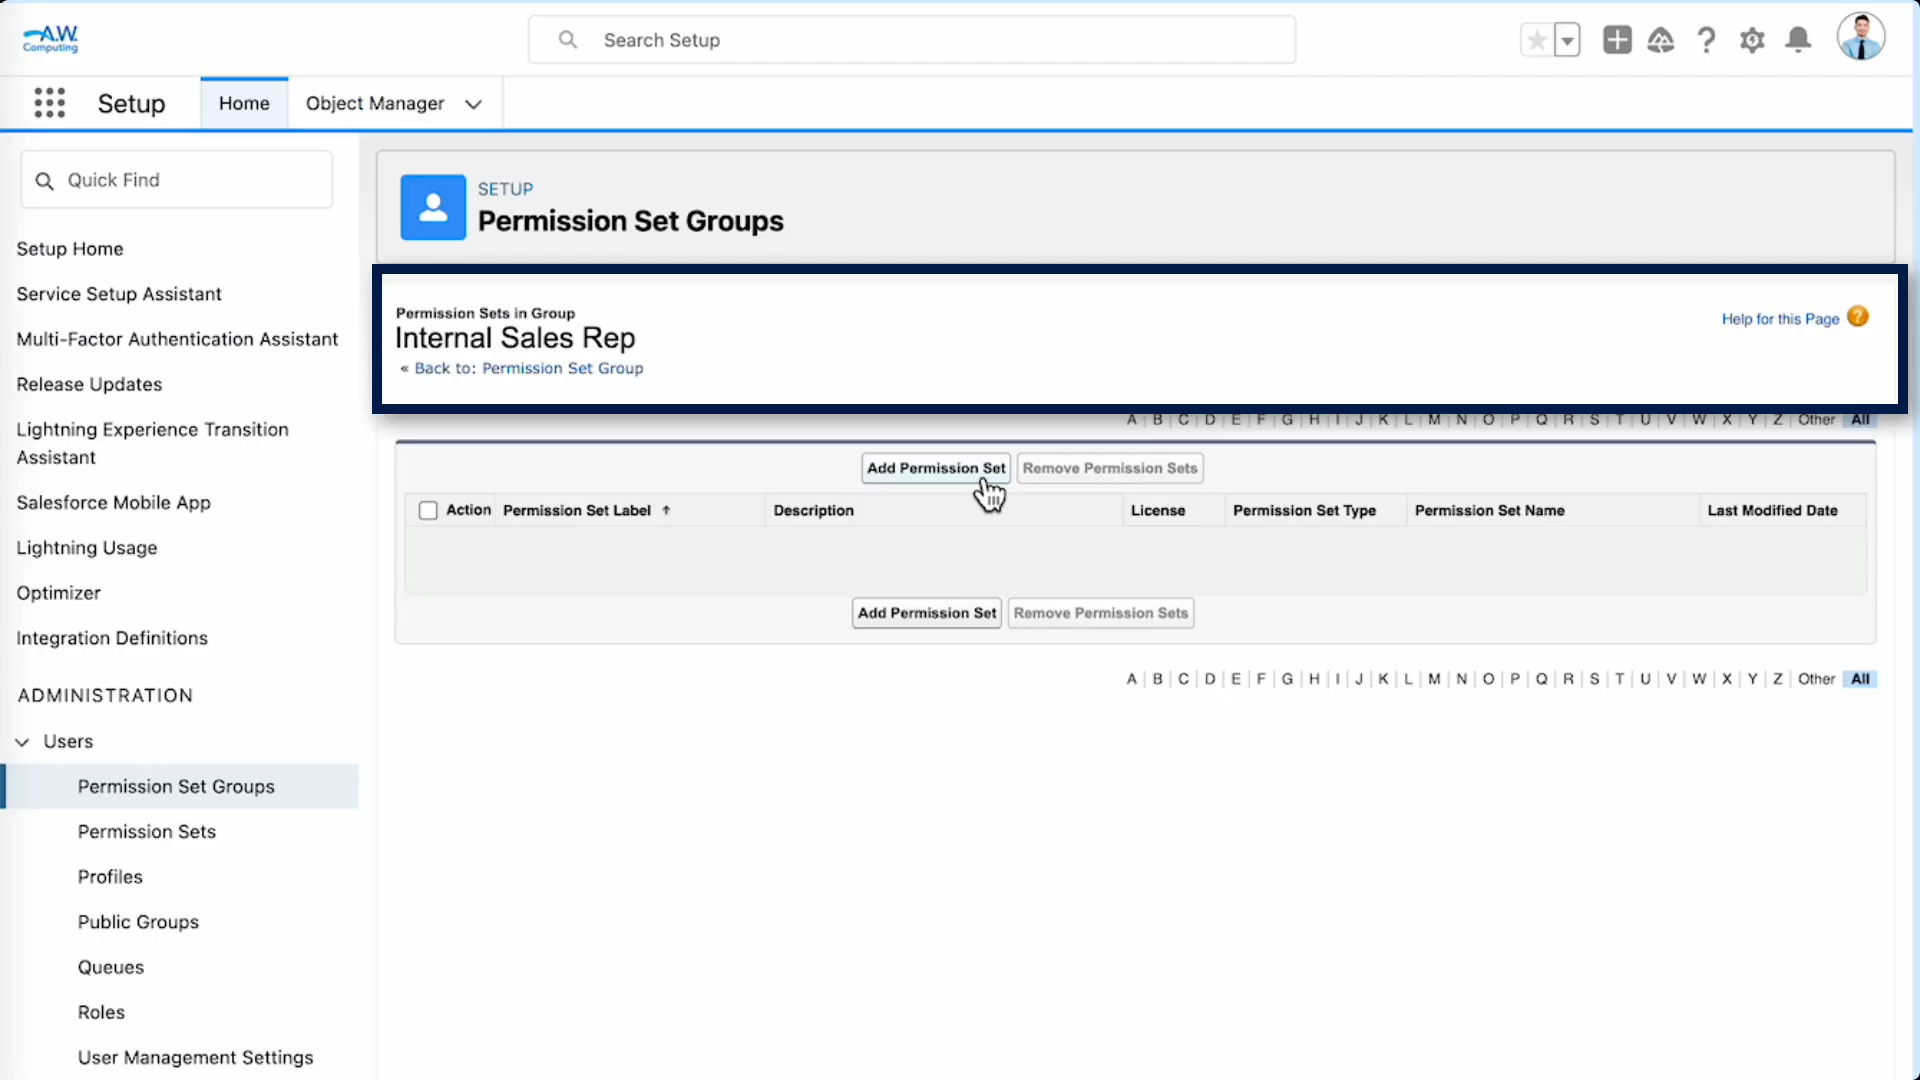 A.W.
Computing
Search Setup
Setup
Home
Object Manager
Quick Find
Setup Home
Service Setup Assistant
Multi-Factor Authentication Assistant
Release Updates
Lightning Experience Transition
Assistant
Salesforce Mobile App
Lightning Usage
Optimizer
Integration Definitions
ADMINISTRATION
Users
Permission Set Groups
Permission Sets
Profiles
Public Groups
Queues
Roles
User Management Settings
SETUP
Permission Set Groups
Permission Sets in Group
Internal Sales Rep
« Back to: Permission Set Group
Help for this Page ?
A | B | C | D | E | F | G | H | I | J | K | L | M | N | O | P | Q | R | S | T | U | V | W | X | Y | Z | Other | All
Add Permission Set Remove Permission Sets
Action Permission Set Label ↑ Description License Permission Set Type Permission Set Name Last Modified Date
Add Permission Set Remove Permission Sets
A | B | C | D | E | F | G | H | I | J | K | L | M | N | O | P | Q | R | S | T | U | V | W | X | Y | Z | Other | All